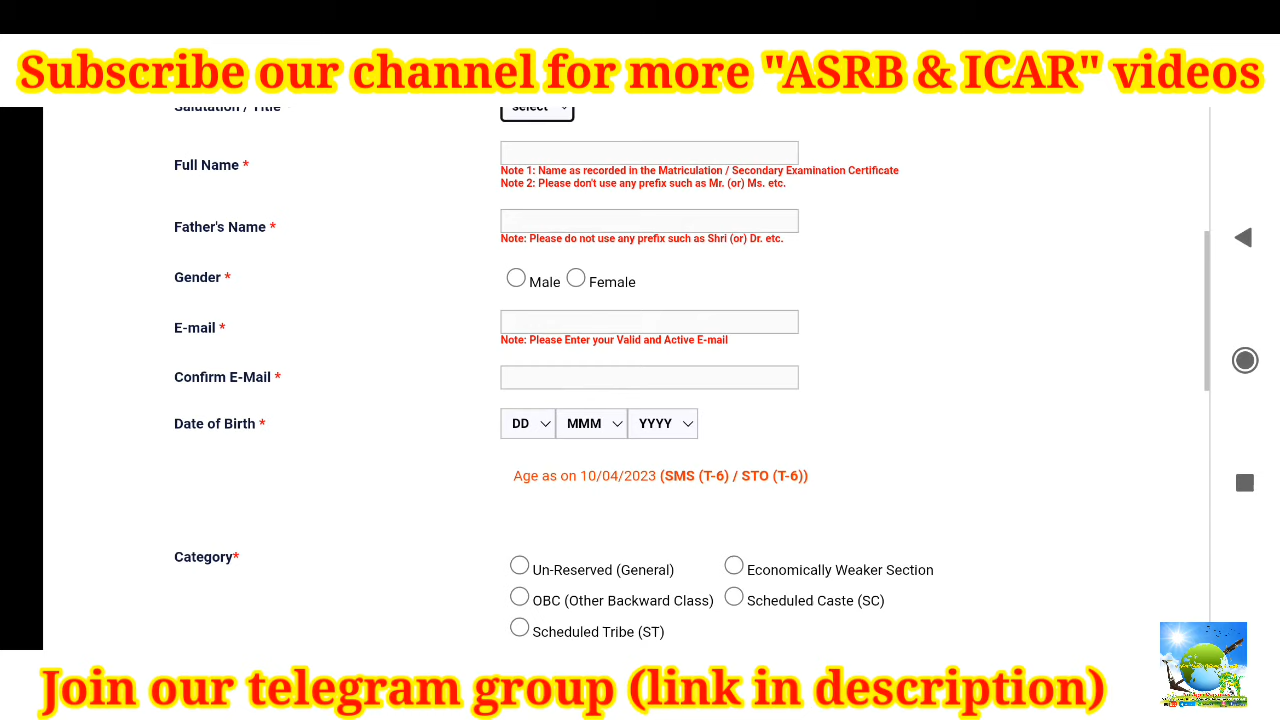 Subscribe our channel for more "ASRB & ICAR" videos
Salutation / Title * select
Full Name *
Note 1: Name as recorded in the Matriculation / Secondary Examination Certificate
Note 2: Please don't use any prefix such as Mr. (or) Ms. etc.
Father's Name *
Note: Please do not use any prefix such as Shri (or) Dr. etc.
Gender * Male Female
E-mail *
Note: Please Enter your Valid and Active E-mail
Confirm E-Mail *
Date of Birth * DD MMM YYYY
Age as on 10/04/2023 (SMS (T-6) / STO (T-6))
Category* Un-Reserved (General) Economically Weaker Section
OBC (Other Backward Class) Scheduled Caste (SC)
Scheduled Tribe (ST)
Join our telegram group (link in description)